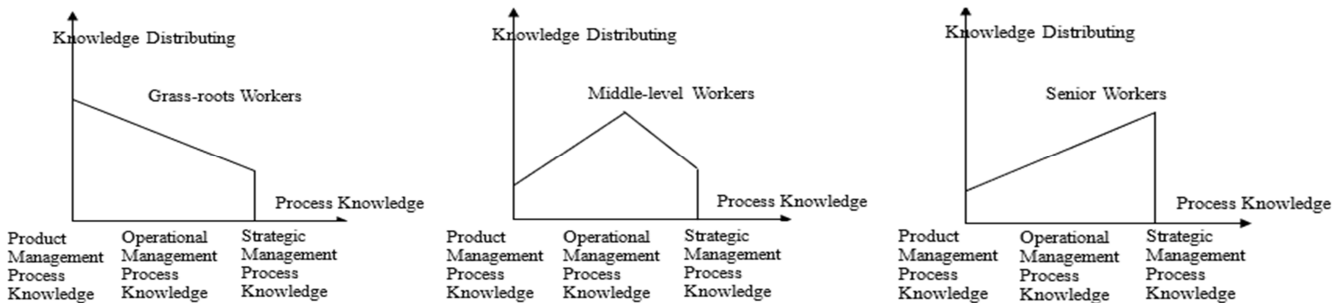 Knowledge Distributing
Grass-roots Workers
Process Knowledge
Product
Management
Process
Knowledge
Operational
Management
Process
Knowledge
Strategic
Management
Process
Knowledge
Knowledge Distributing
Middle-level Workers
Process Knowledge
Product
Management
Process
Knowledge
Operational
Management
Process
Knowledge
Strategic
Management
Process
Knowledge
Knowledge Distributing
Senior Workers
Process Knowledge
Product
Management
Process
Knowledge
Operational
Management
Process
Knowledge
Strategic
Management
Process
Knowledge